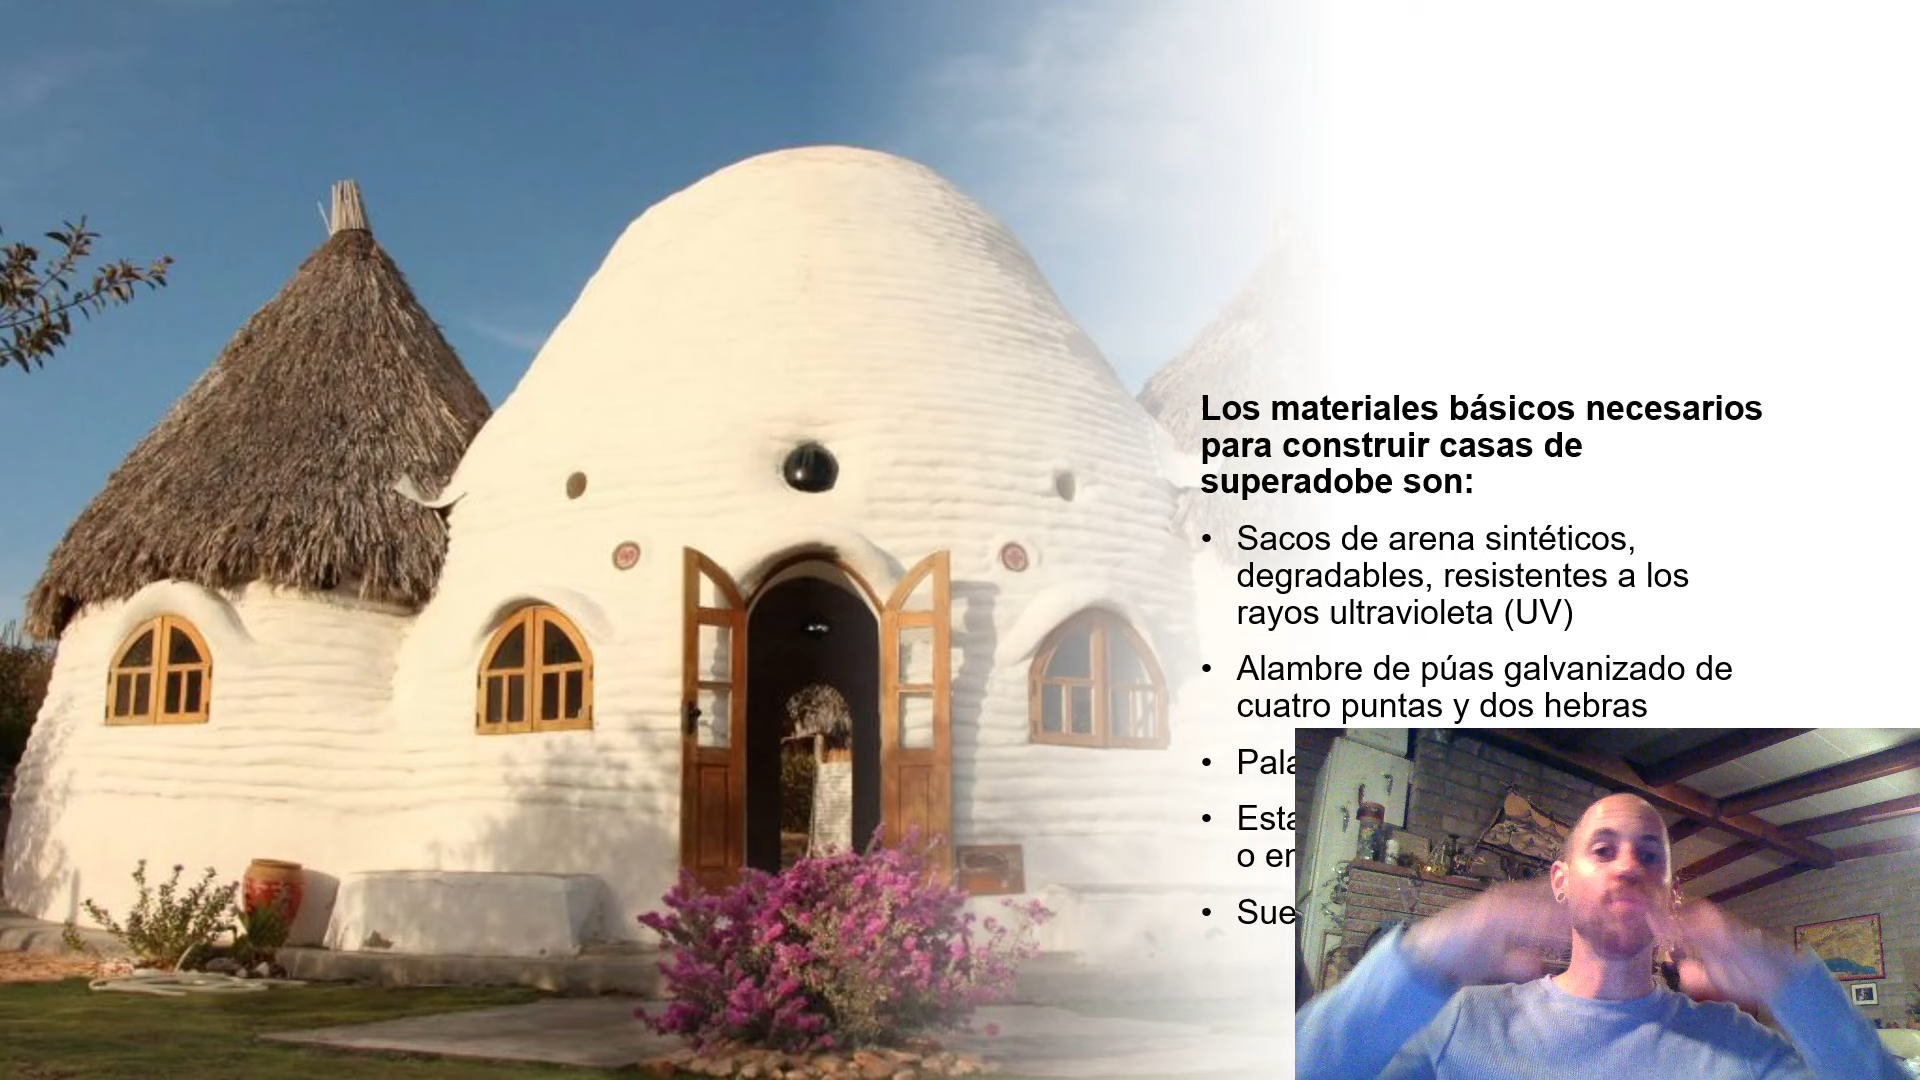 Los materiales básicos necesarios
para construir casas de
superadobe son:
• Sacos de arena sintéticos,
degradables, resistentes a los
rayos ultravioleta (UV)
• Alambre de púas galvanizado de
cuatro puntas y dos hebras
• Pala
• Esta
o en
• Sue